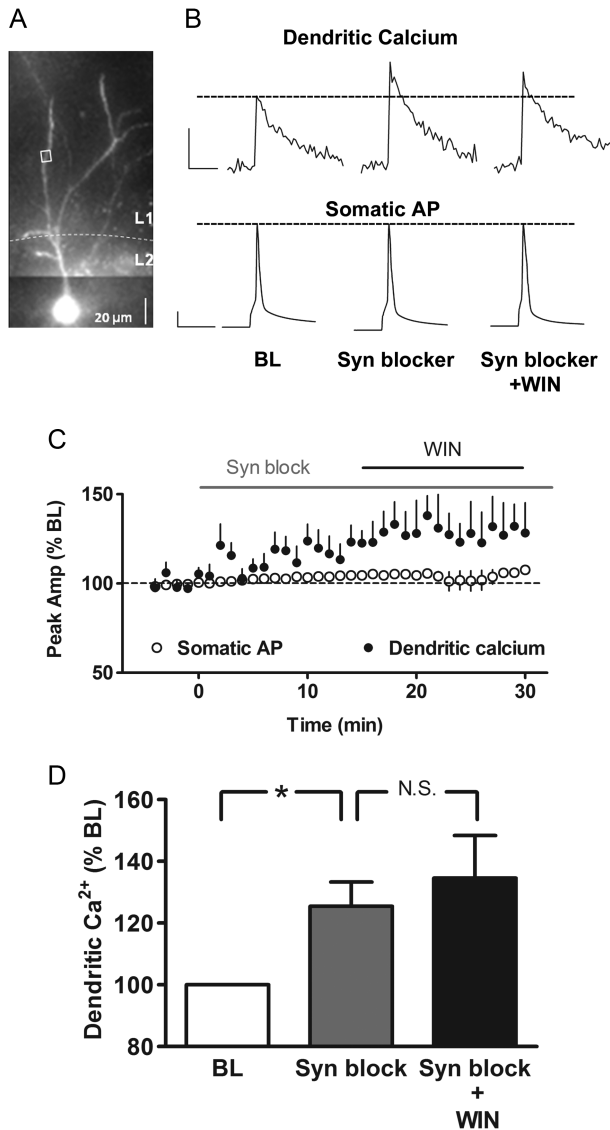 A
L1
L2
20 µm
B
Dendritic Calcium
Somatic AP
BL
Syn blocker
Syn blocker
+WIN
C
WIN
Syn block
Peak Amp (% BL)
150
100
50
Somatic AP
Dendritic calcium
0
10
20
30
Time (min)
D
Dendritic Ca²⁺ (% BL)
160
140
120
100
80
*
N.S.
BL
Syn block
Syn block
+
WIN